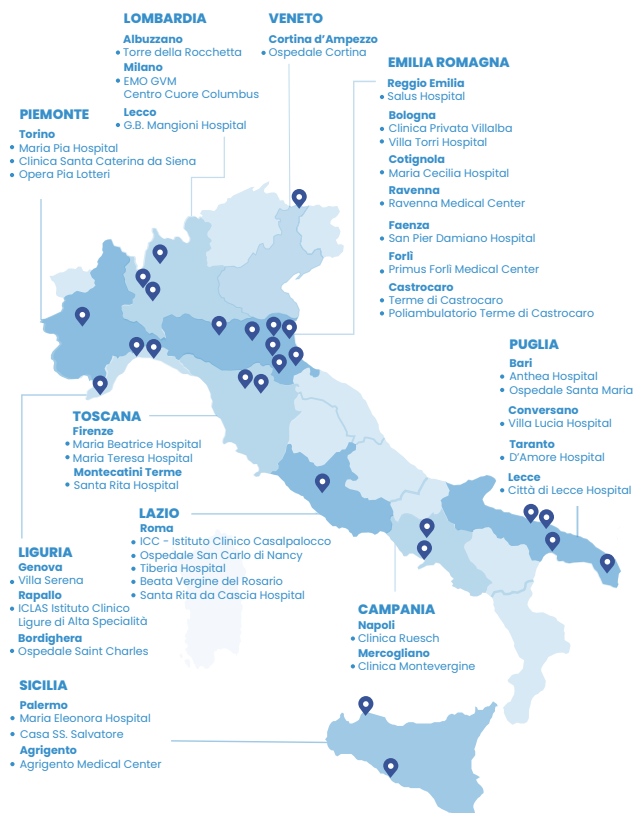 LOMBARDIA
Albuzzano
• Torre della Rocchetta
Milano
• EMO GVM
Centro Cuore Columbus
Lecco
• G.B. Mangioni Hospital
VENETO
Cortina d'Ampezzo
• Ospedale Cortina
EMILIA ROMAGNA
Reggio Emilia
• Salus Hospital
Bologna
• Clinica Privata Villalba
• Villa Torri Hospital
Cotignola
• Maria Cecilia Hospital
Ravenna
• Ravenna Medical Center
Faenza
• San Pier Damiano Hospital
Forlì
• Primus Forlì Medical Center
Castrocaro
• Terme di Castrocaro
• Poliambulatorio Terme di Castrocaro
PIEMONTE
Torino
• Maria Pia Hospital
• Clinica Santa Caterina da Siena
• Opera Pia Lotteri
PUGLIA
Bari
• Anthea Hospital
• Ospedale Santa Maria
Conversano
• Villa Lucia Hospital
Taranto
• D'Amore Hospital
Lecce
• Città di Lecce Hospital
TOSCANA
Firenze
• Maria Beatrice Hospital
• Maria Teresa Hospital
Montecatini Terme
• Santa Rita Hospital
LAZIO
Roma
• ICC - Istituto Clinico Casalpalocco
• Ospedale San Carlo di Nancy
• Tiberia Hospital
• Beata Vergine del Rosario
• Santa Rita da Cascia Hospital
LIGURIA
Genova
• Villa Serena
Rapallo
• ICLAS Istituto Clinico
Ligure di Alta Specialità
Bordighera
• Ospedale Saint Charles
CAMPANIA
Napoli
• Clinica Ruesch
Mercogliano
• Clinica Montevergine
SICILIA
Palermo
• Maria Eleonora Hospital
• Casa SS. Salvatore
Agrigento
• Agrigento Medical Center